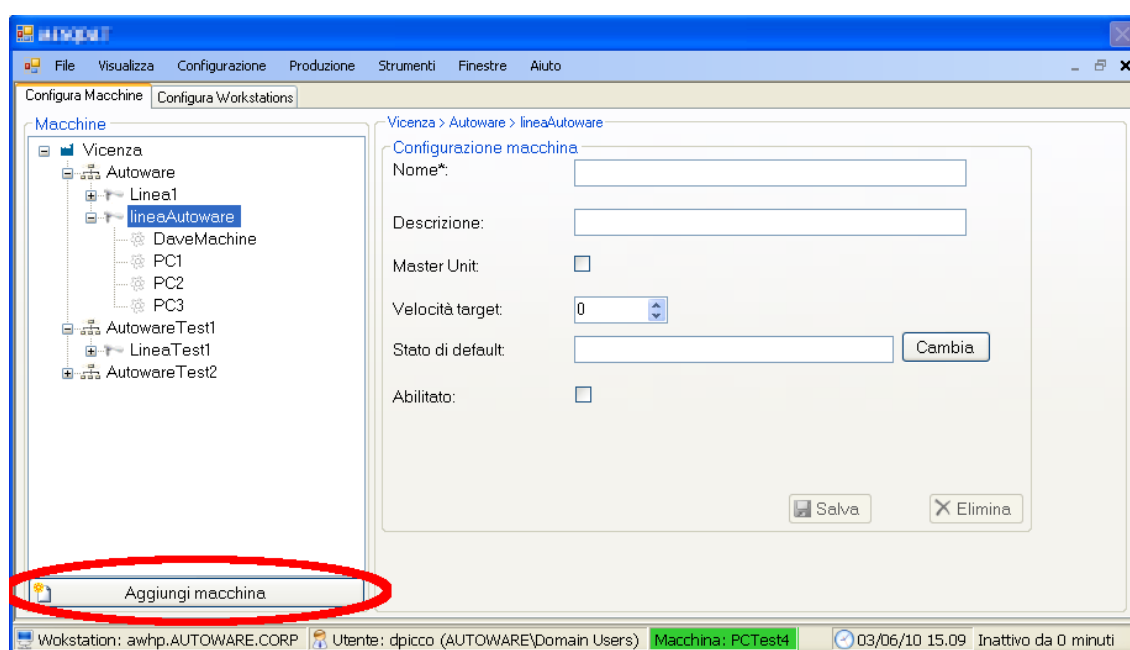 File Visualizza Configurazione Produzione Strumenti Finestre Aiuto
Configura Macchine Configura Workstations
Macchine
Vicenza
Autoware
Linea1
lineaAutoware
DaveMachine
PC1
PC2
PC3
AutowareTest1
LineaTest1
AutowareTest2
Aggiungi macchina
Vicenza > Autoware > lineaAutoware
Configurazione macchina
Nome*:
Descrizione:
Master Unit:
Velocità target: 0
Stato di default: Cambia
Abilitato:
Salva Elimina
Wokstation: awhp.AUTOWARE.CORP Utente: dpicco (AUTOWARE\Domain Users) Macchina: PCTest4 03/06/10 15.09 Inattivo da 0 minuti